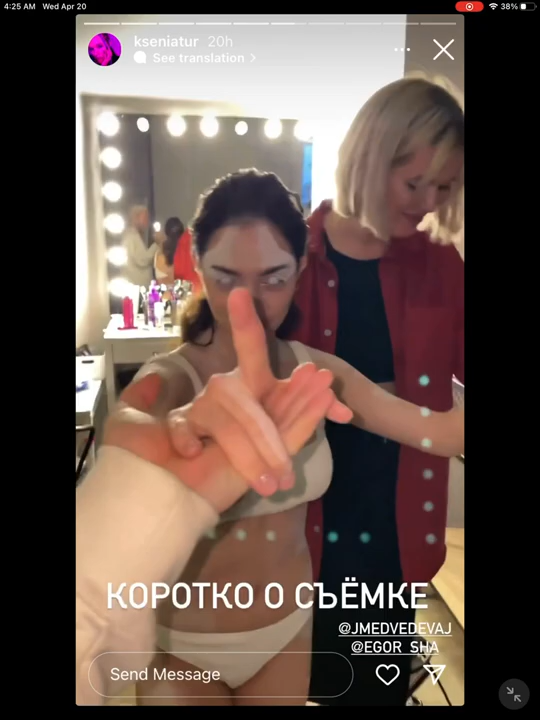 4:25 AM Wed Apr 20
38%
kseniatur 20h
See translation
КОРОТКО О СЪЁМКЕ
@JMEDVEDEVAJ
@EGOR_SHA
Send Message